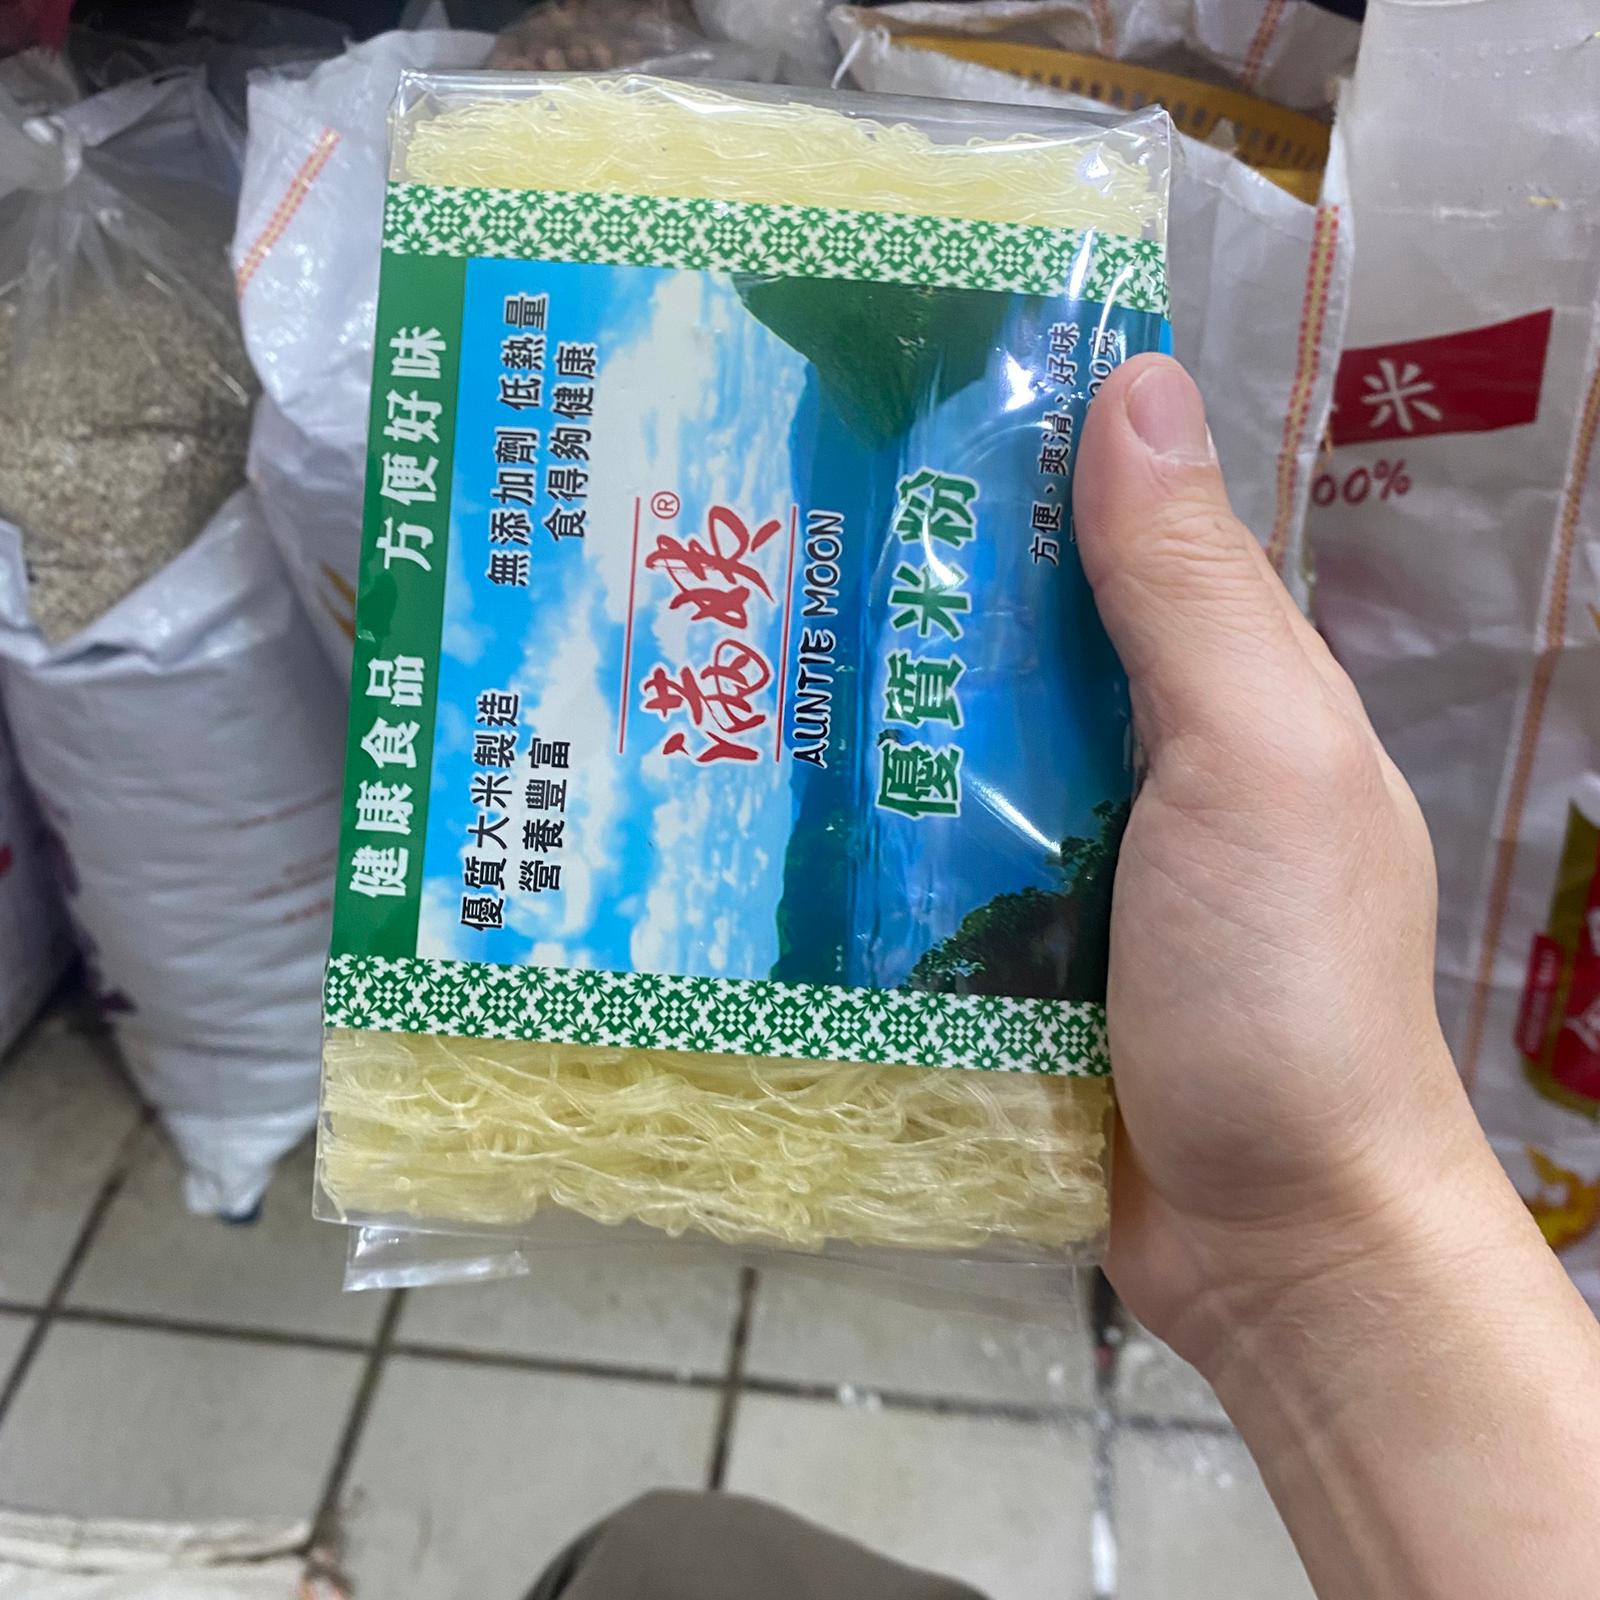 健康食品 方便好味
優質大米製造
營養豐富
無添加劑 低熱量
食得夠健康
滿姨®
AUNTIE MOON
優質米粉
方便、爽滑、好味
米
00%